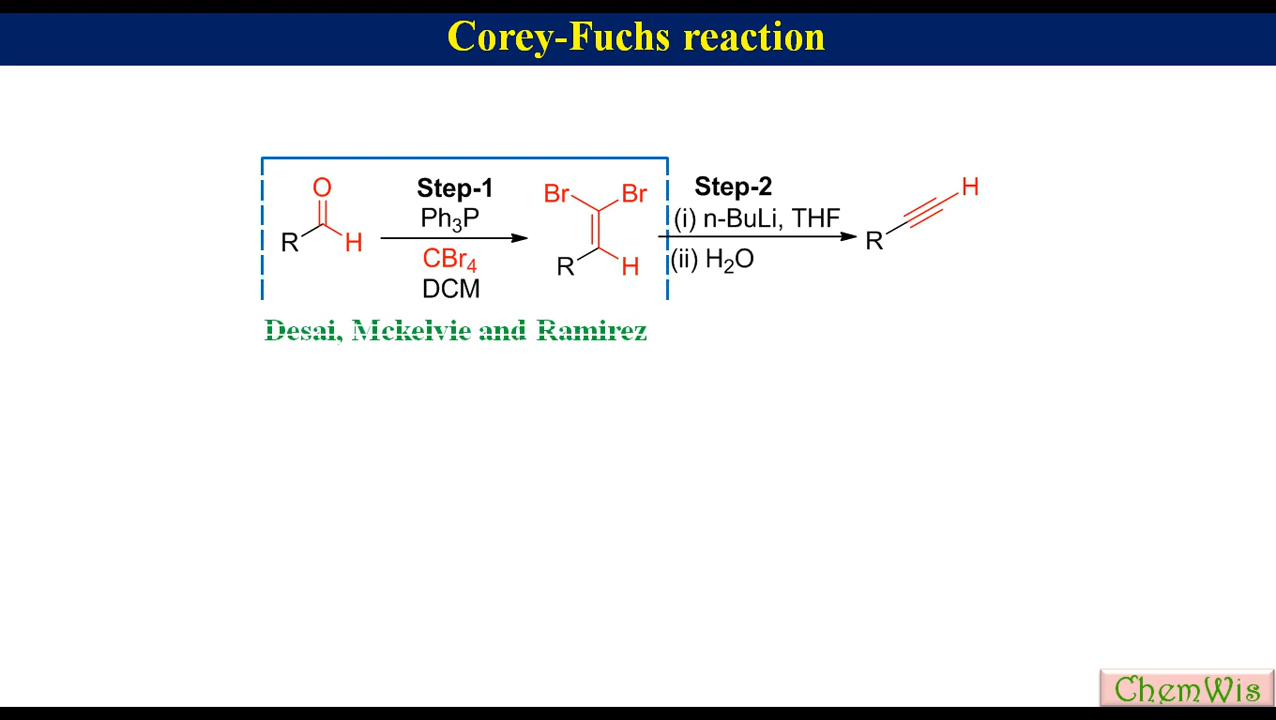 Corey-Fuchs reaction
O
R
H
Step-1
Ph3P
CBr4
DCM
Br
Br
R
H
Step-2
(i) n-BuLi, THF
(ii) H2O
R
H
Desai, Mckelvie and Ramirez
ChemWis